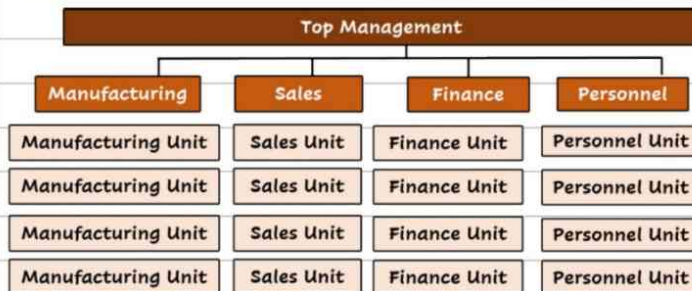 Top Management
Manufacturing Sales Finance Personnel
Manufacturing Unit Sales Unit Finance Unit Personnel Unit
Manufacturing Unit Sales Unit Finance Unit Personnel Unit
Manufacturing Unit Sales Unit Finance Unit Personnel Unit
Manufacturing Unit Sales Unit Finance Unit Personnel Unit